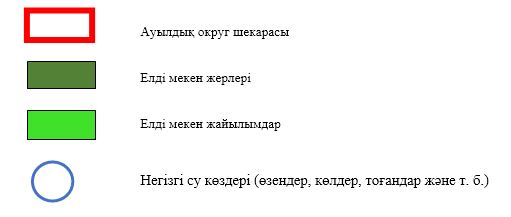 Ауылдық округ шекарасы
Елді мекен жерлері
Елді мекен жайылымдар
Негізгі су көздері (өзендер, көлдер, тоғандар және т. б.)